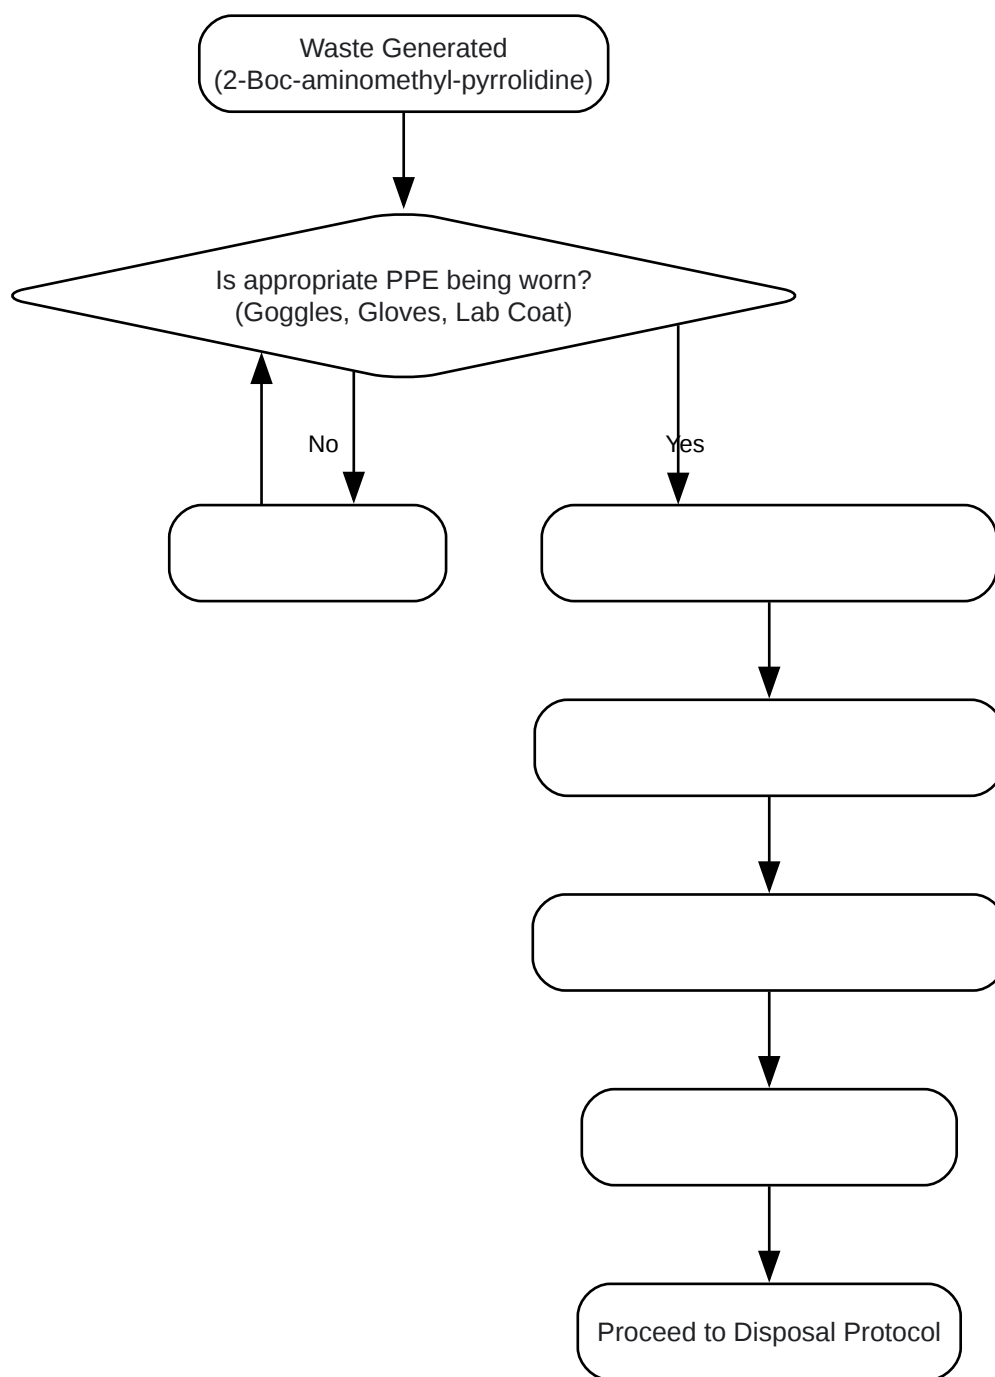 Waste Generated
(2-Boc-aminomethyl-pyrrolidine)
Is appropriate PPE being worn?
(Goggles, Gloves, Lab Coat)
No
Yes
Proceed to Disposal Protocol